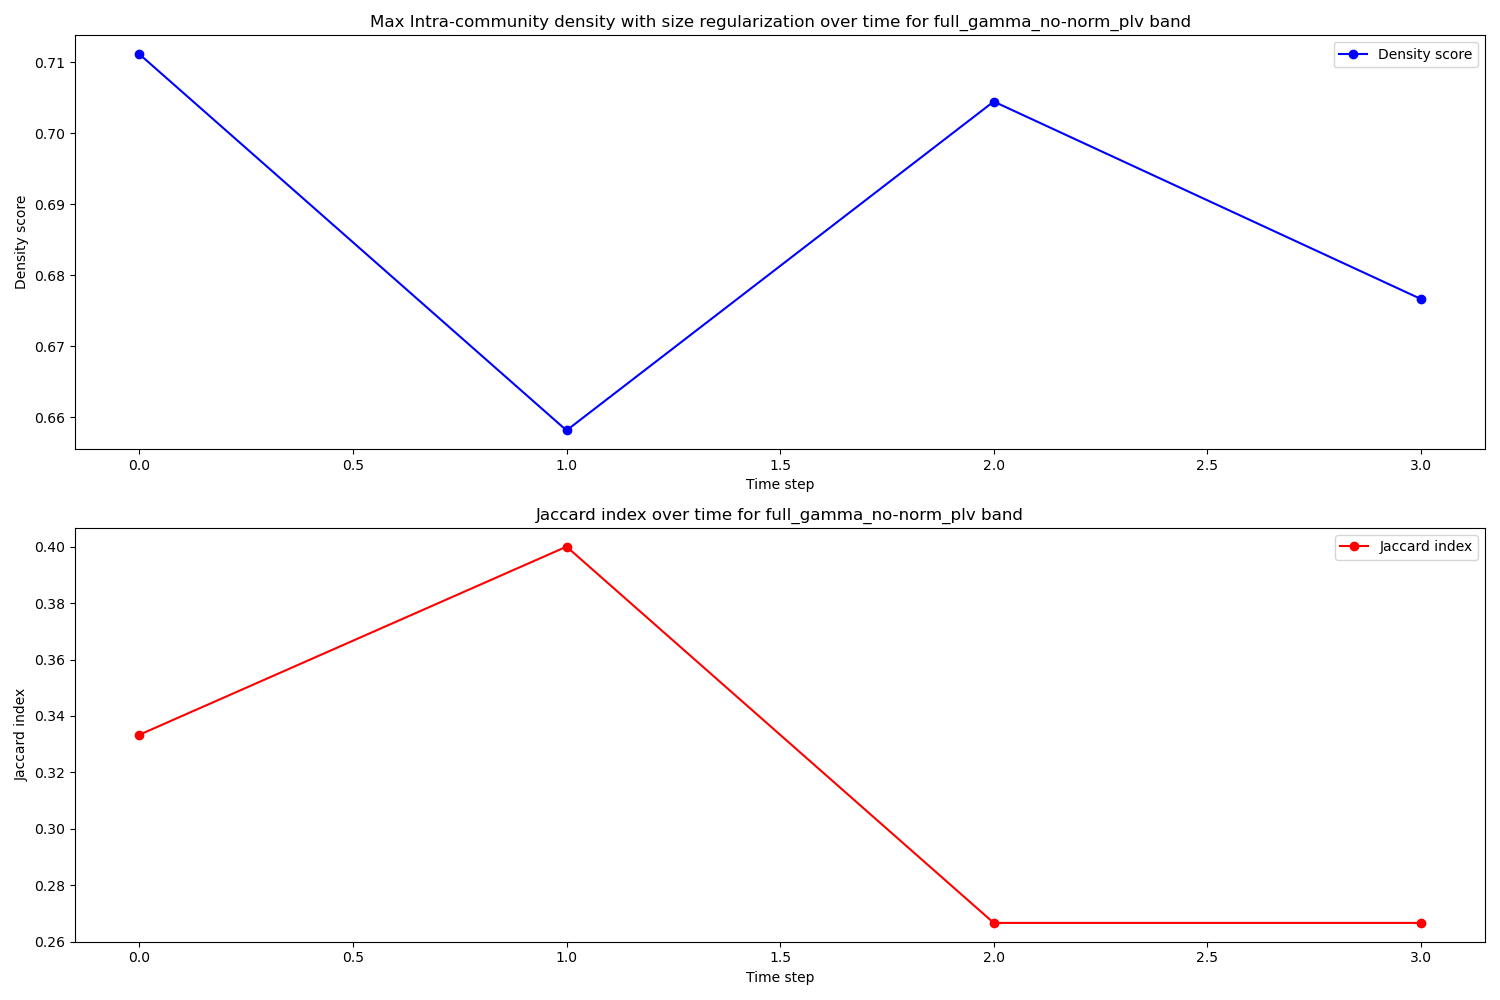 Max Intra-community density with size regularization over time for full_gamma_no-norm_plv band
Density score
0.71
0.70
0.69
0.68
0.67
0.66
Density score
0.0 0.5 1.0 1.5 2.0 2.5 3.0
Time step
Jaccard index over time for full_gamma_no-norm_plv band
Jaccard index
0.40
0.38
0.36
0.34
0.32
0.30
0.28
0.26
Jaccard index
0.0 0.5 1.0 1.5 2.0 2.5 3.0
Time step